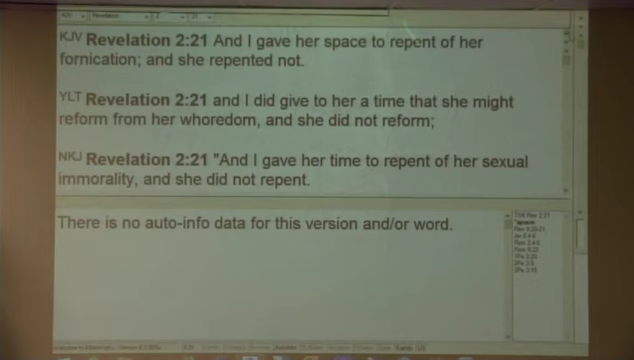 KJV Revelation 2:21 And I gave her space to repent of her
fornication; and she repented not.
YLT Revelation 2:21 and I did give to her a time that she might
reform from her whoredom, and she did not reform;
NKJ Revelation 2:21 "And I gave her time to repent of her sexual
immorality, and she did not repent.
There is no auto-info data for this version and/or word.